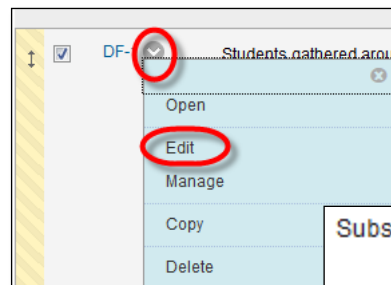 DF- Students gathered arou
Open
Edit
Manage
Copy
Subs
Delete